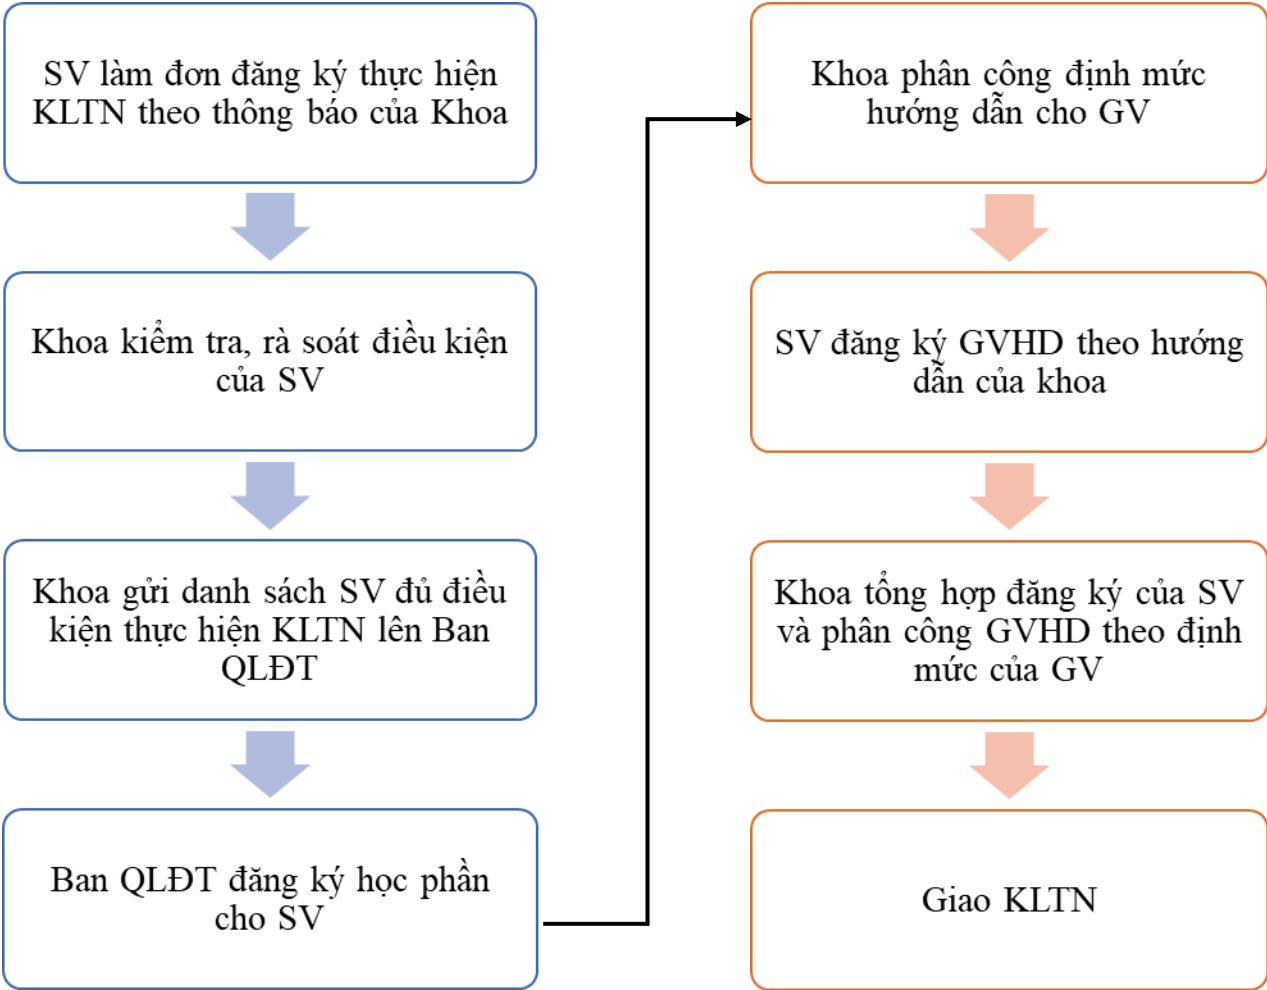 SV làm đơn đăng ký thực hiện
KLTN theo thông báo của Khoa
Khoa kiểm tra, rà soát điều kiện
của SV
Khoa gửi danh sách SV đủ điều
kiện thực hiện KLTN lên Ban
QLĐT
Ban QLĐT đăng ký học phần
cho SV
Khoa phân công định mức
hướng dẫn cho GV
SV đăng ký GVHD theo hướng
dẫn của khoa
Khoa tổng hợp đăng ký của SV
và phân công GVHD theo định
mức của GV
Giao KLTN